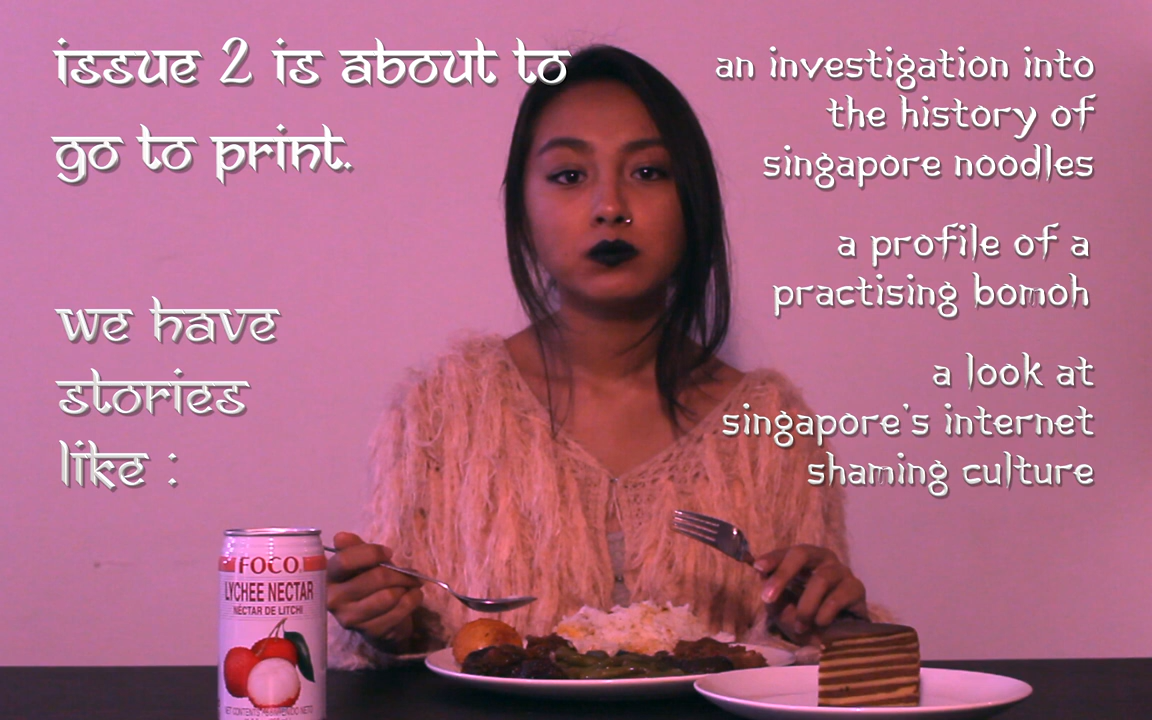 issue 2 is about to
go to print.
we have
stories
like :
an investigation into
the history of
singapore noodles
a profile of a
practising bomoh
a look at
singapore's internet
shaming culture
FOCO
LYCHEE NECTAR
NÉCTAR DE LITCHI